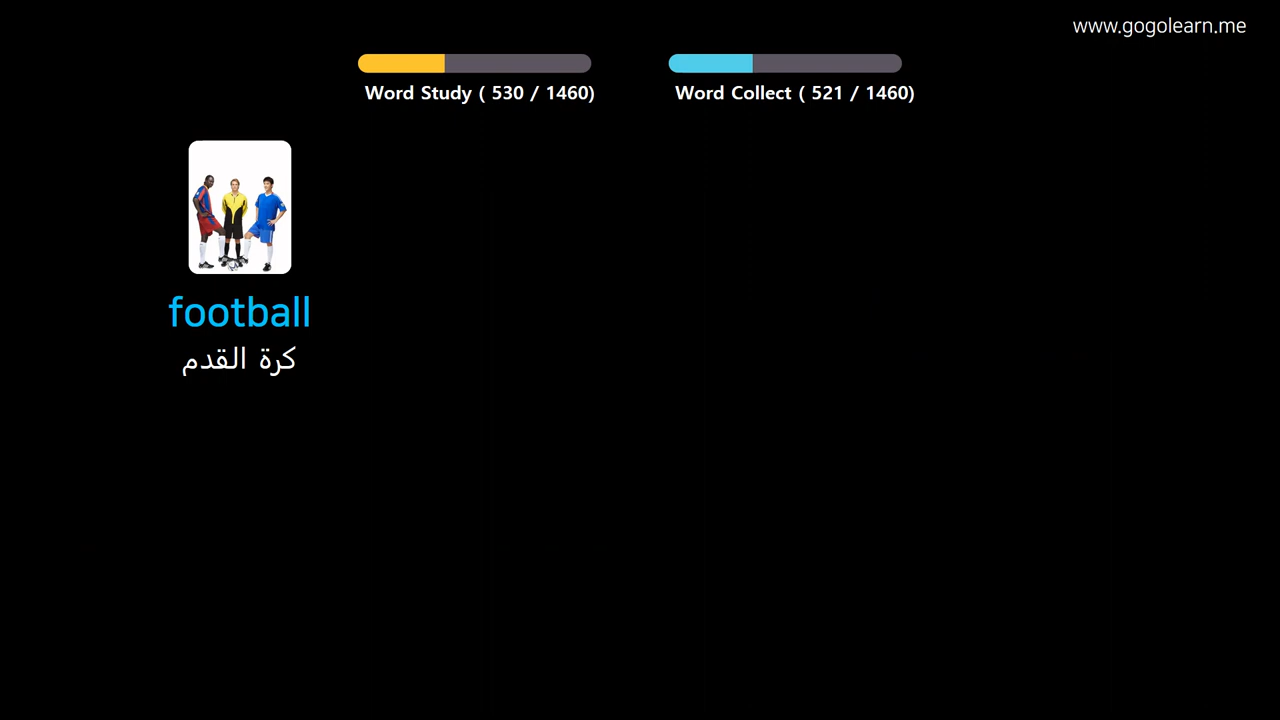 www.gogolearn.me
Word Study ( 530 / 1460)
Word Collect ( 521 / 1460)
football
كرة القدم